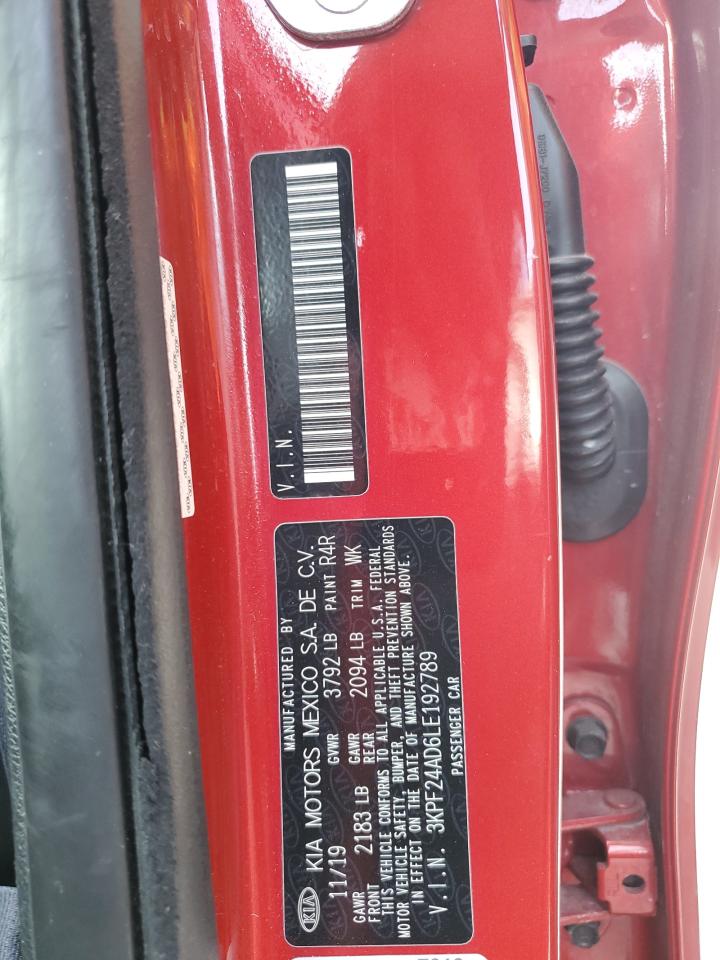 V.I.N.
MANUFACTURED BY
KIA KIA MOTORS MEXICO S.A. DE C.V.
11/19 GVWR 3792 LB PAINT R4R
GAWR FRONT 2183 LB GAWR REAR 2094 LB TRIM WK
THIS VEHICLE CONFORMS TO ALL APPLICABLE U.S.A. FEDERAL
MOTOR VEHICLE SAFETY, BUMPER, AND THEFT PREVENTION STANDARDS
IN EFFECT ON THE DATE OF MANUFACTURE SHOWN ABOVE.
V.I.N. 3KPF24AD6LE192789
PASSENGER CAR